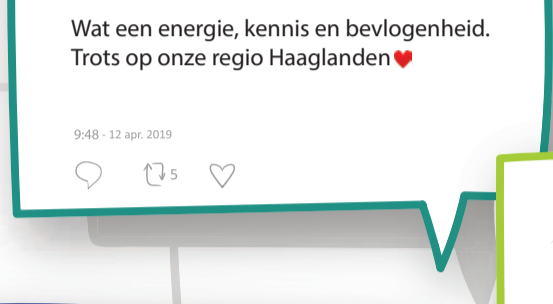 Wat een energie, kennis en bevlogenheid.
Trots op onze regio Haaglanden❤
9:48 - 12 apr. 2019
5